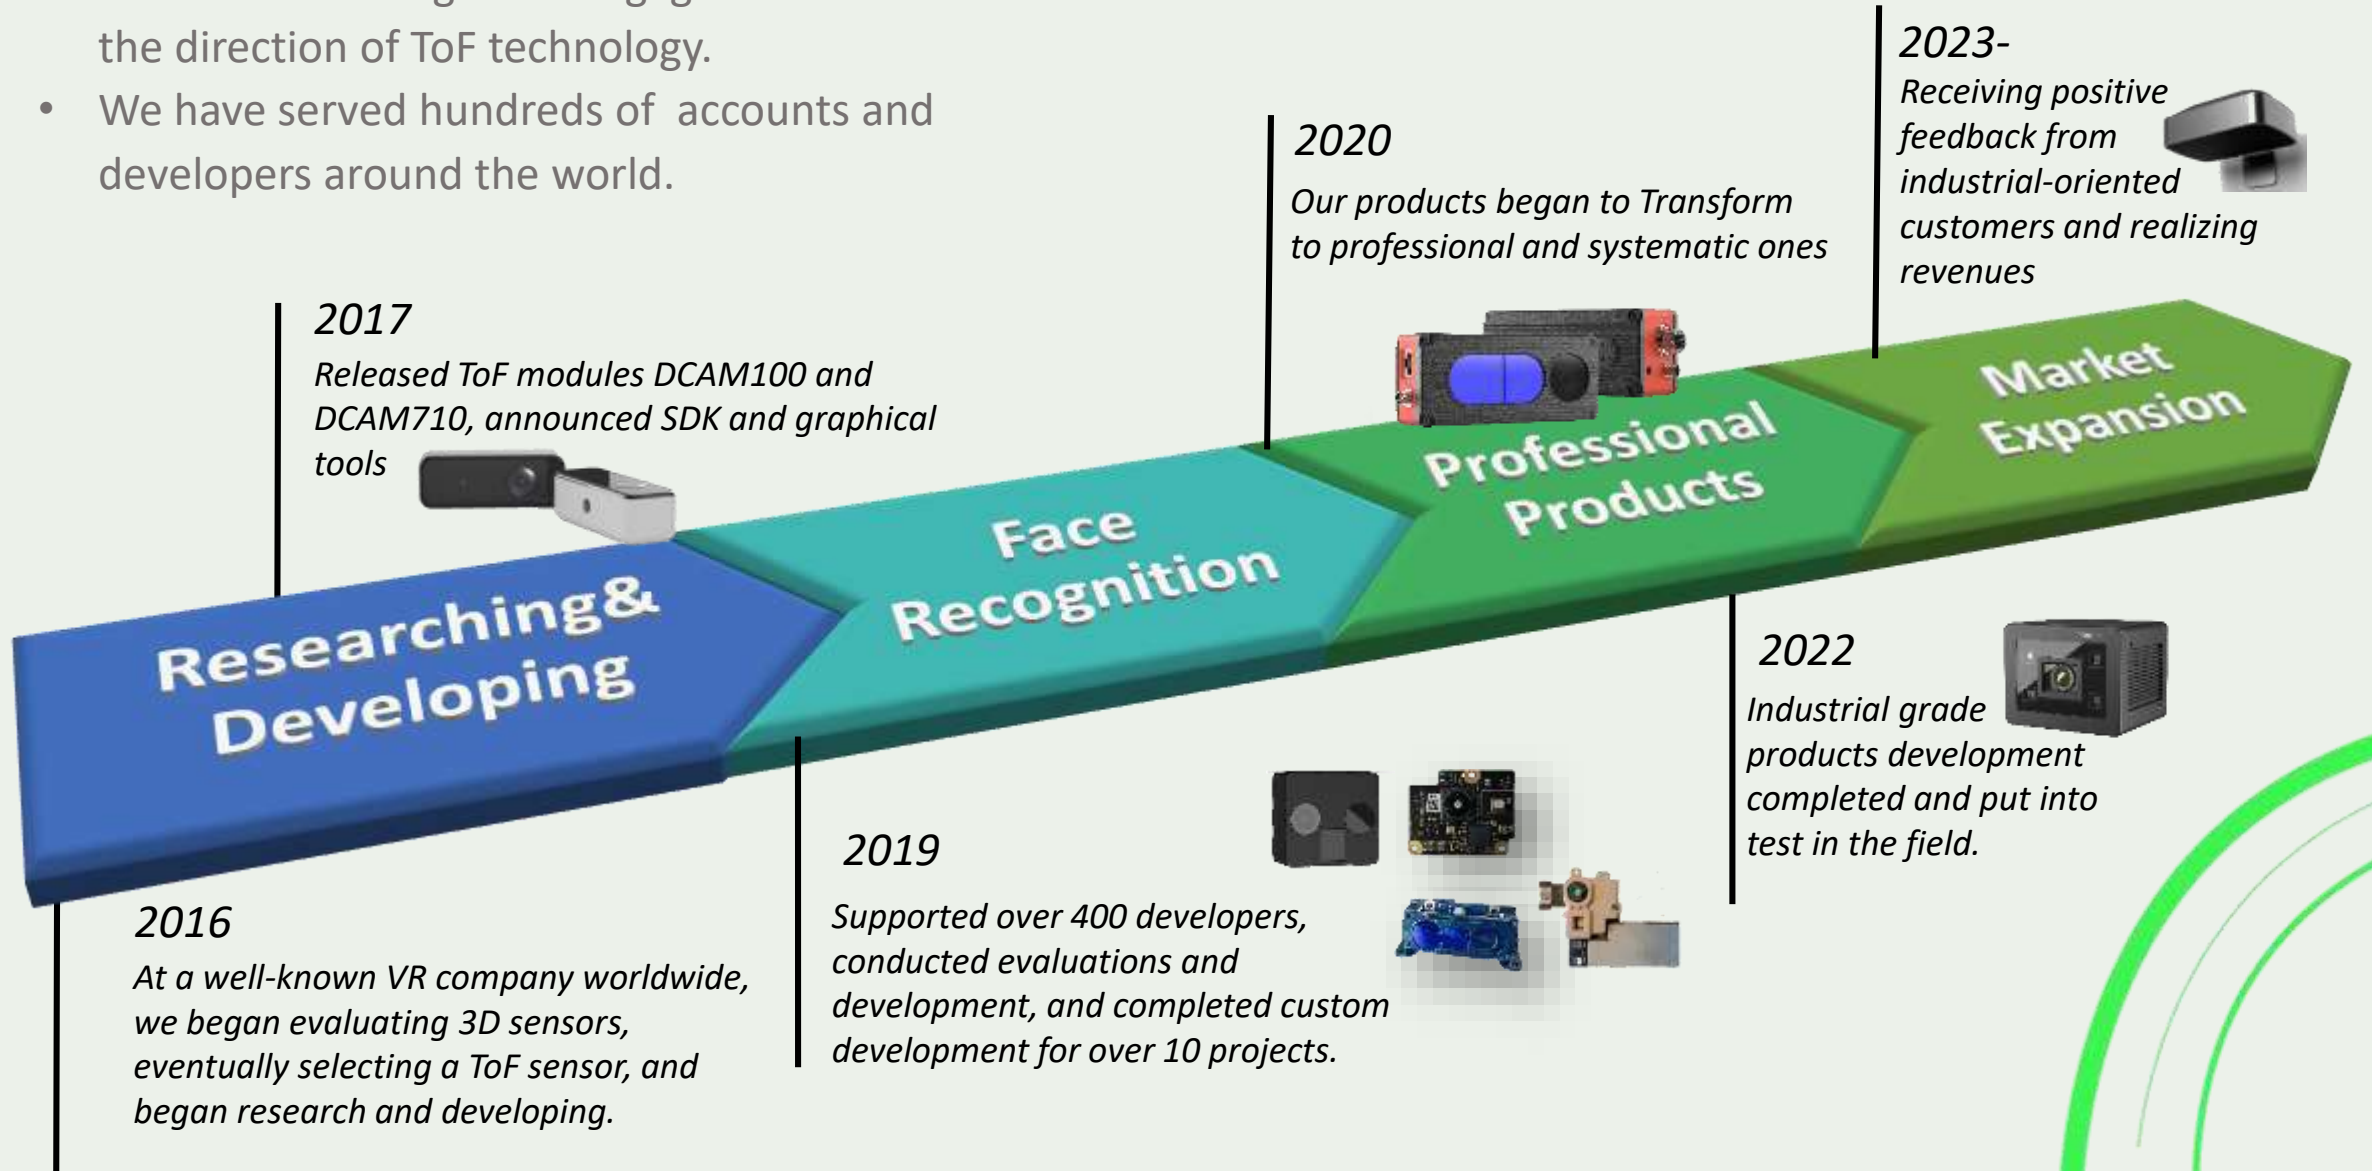 the direction of ToF technology.
• We have served hundreds of accounts and
developers around the world.
2023-
Receiving positive
feedback from
industrial-oriented
customers and realizing
revenues
2020
Our products began to Transform
to professional and systematic ones
2017
Released ToF modules DCAM100 and
DCAM710, announced SDK and graphical
tools
Market
Expansion
Professional
Products
Face
Recognition
Researching&
Developing
2022
Industrial grade
products development
completed and put into
test in the field.
2019
Supported over 400 developers,
conducted evaluations and
development, and completed custom
development for over 10 projects.
2016
At a well-known VR company worldwide,
we began evaluating 3D sensors,
eventually selecting a ToF sensor, and
began research and developing.